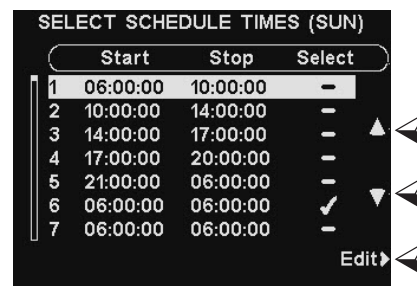 SELECT SCHEDULE TIMES (SUN)
Start Stop Select
1 06:00:00 10:00:00 –
2 10:00:00 14:00:00 –
3 14:00:00 17:00:00 –
4 17:00:00 20:00:00 –
5 21:00:00 06:00:00 –
6 06:00:00 06:00:00 ✓
7 06:00:00 06:00:00 –
Edit